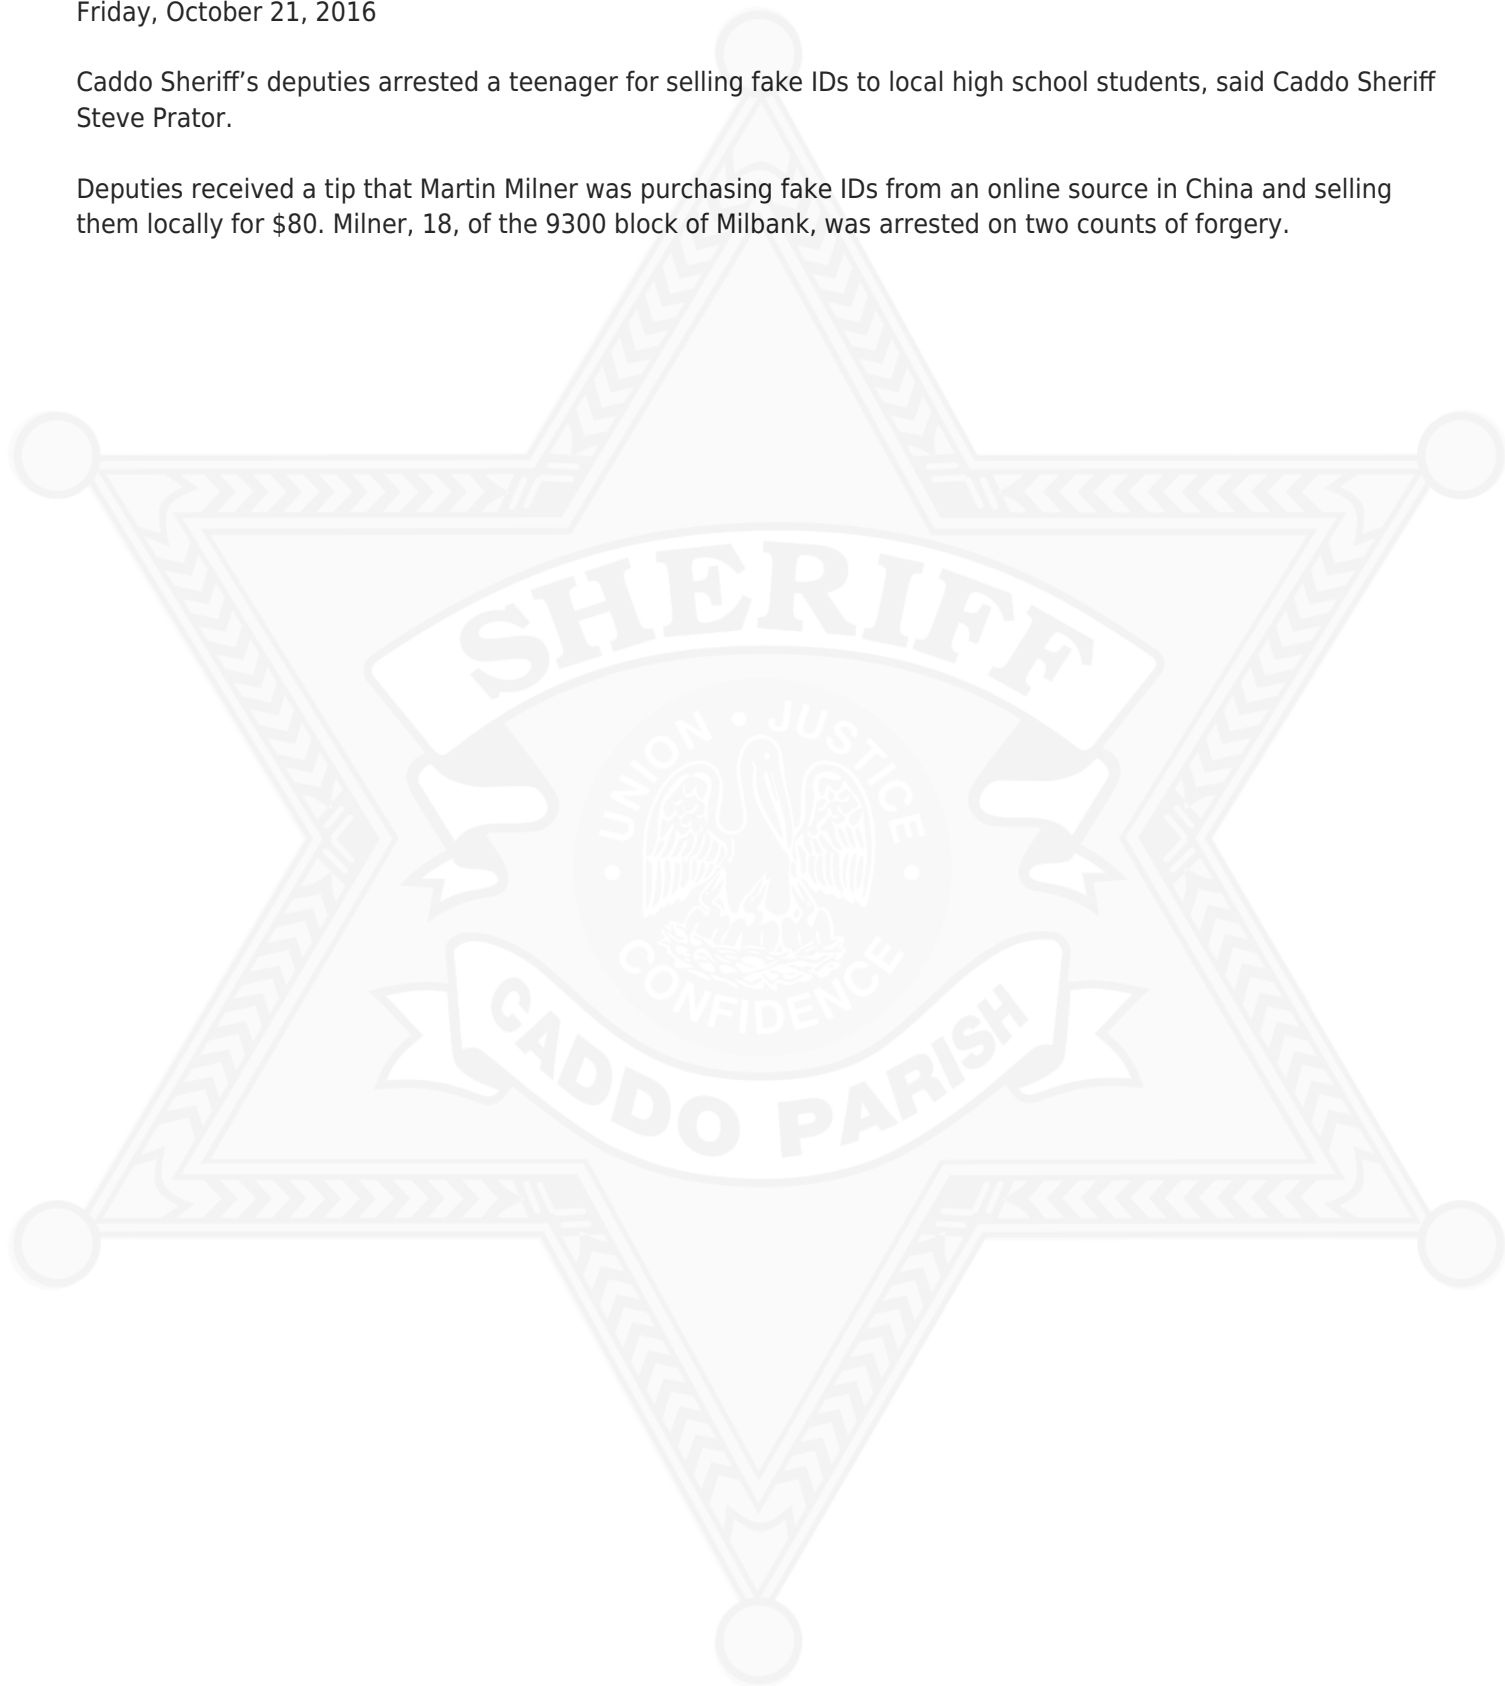 Friday, October 21, 2016
Caddo Sheriff’s deputies arrested a teenager for selling fake IDs to local high school students, said Caddo Sheriff
Steve Prator.
Deputies received a tip that Martin Milner was purchasing fake IDs from an online source in China and selling
them locally for $80. Milner, 18, of the 9300 block of Milbank, was arrested on two counts of forgery.
SHERIFF
UNION • JUSTICE
• CONFIDENCE •
CADDO PARISH